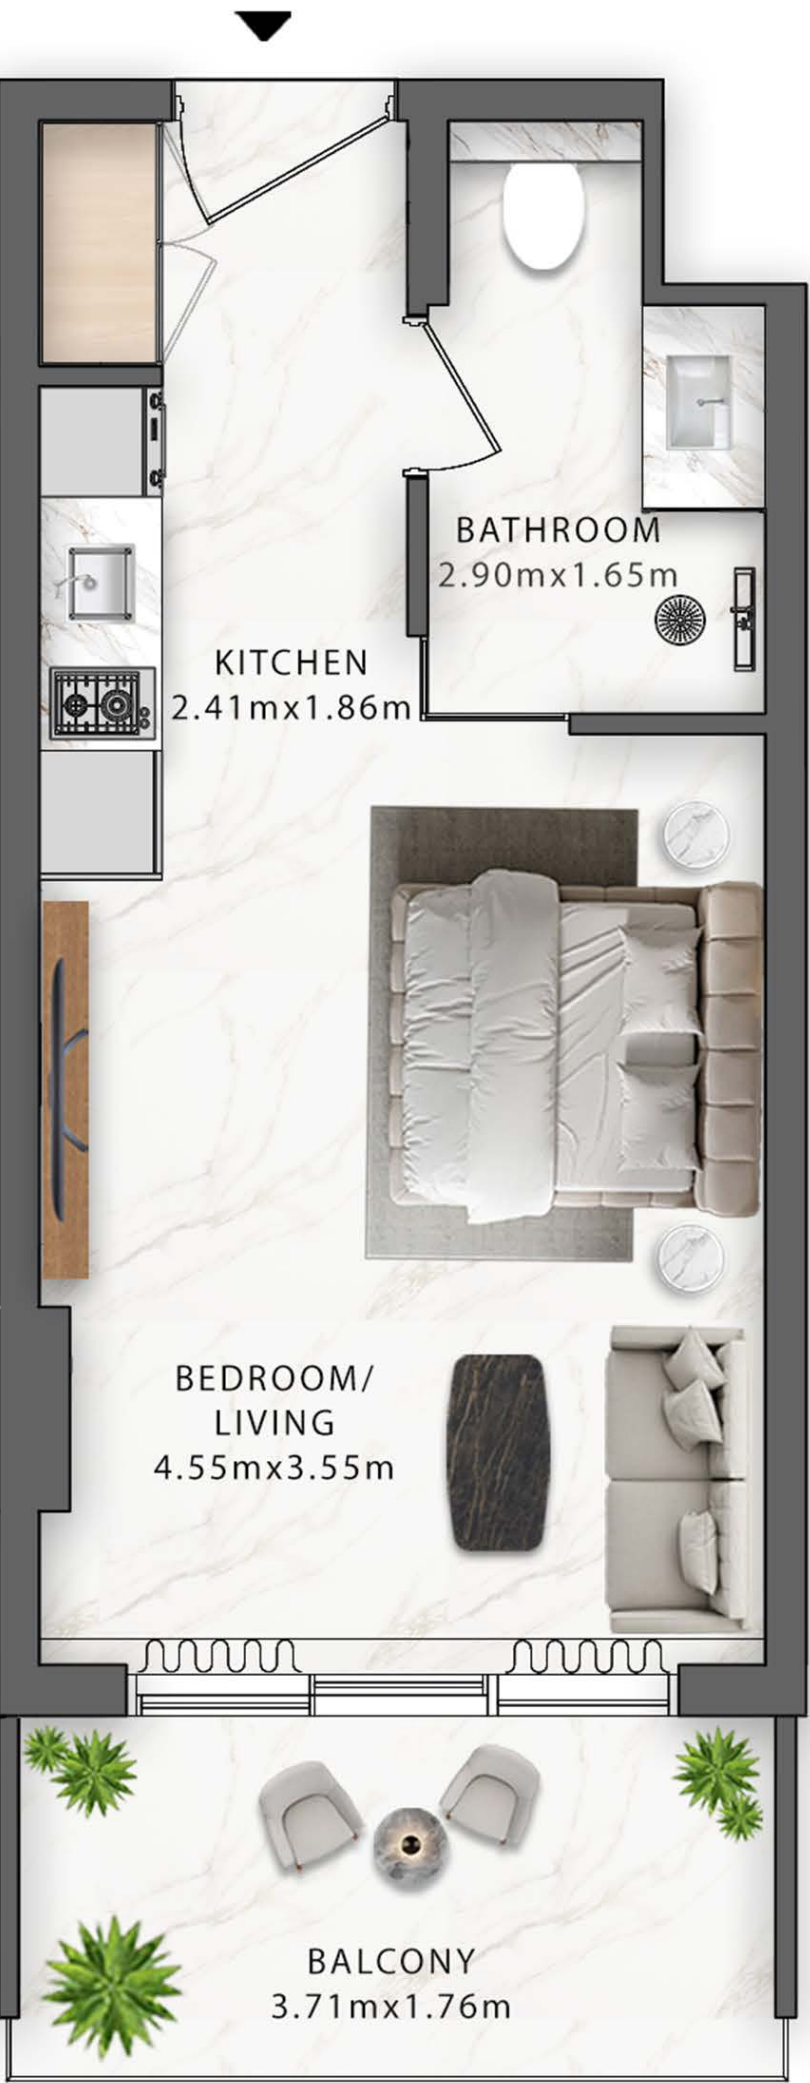 BATHROOM
2.90mx1.65m
KITCHEN
2.41mx1.86m
BEDROOM/
LIVING
4.55mx3.55m
BALCONY
3.71mx1.76m